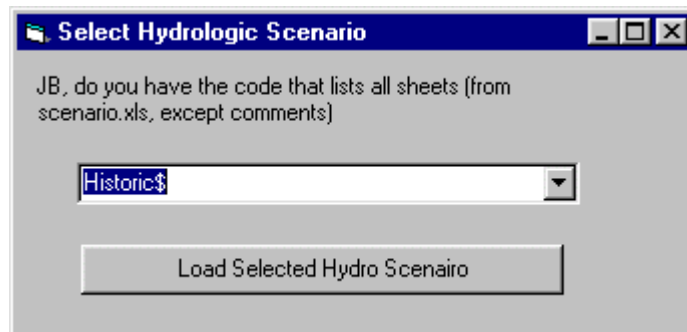 Select Hydrologic Scenario
JB, do you have the code that lists all sheets (from
scenario.xls, except comments)
Historic$
Load Selected Hydro Scenairo